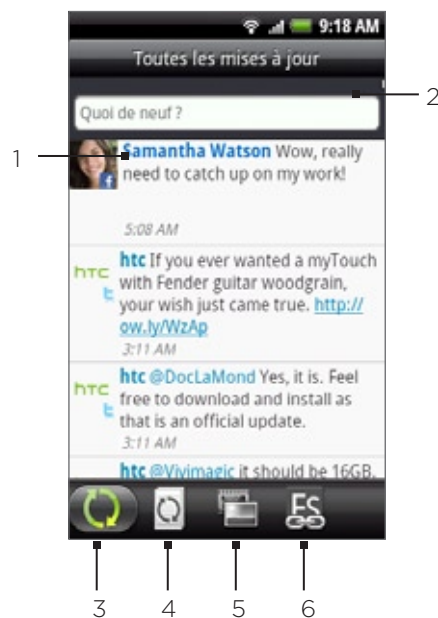 9:18 AM
Toutes les mises à jour
2
Quoi de neuf ?
1
Samantha Watson Wow, really
need to catch up on my work!
5:08 AM
htc
htc If you ever wanted a myTouch
with Fender guitar woodgrain,
your wish just came true. http://
ow.ly/WzAp
3:11 AM
htc
htc @DocLaMond Yes, it is. Feel
free to download and install as
that is an official update.
3:11 AM
htc @Vivimagic it should be 16GB.
FS
3 4 5 6